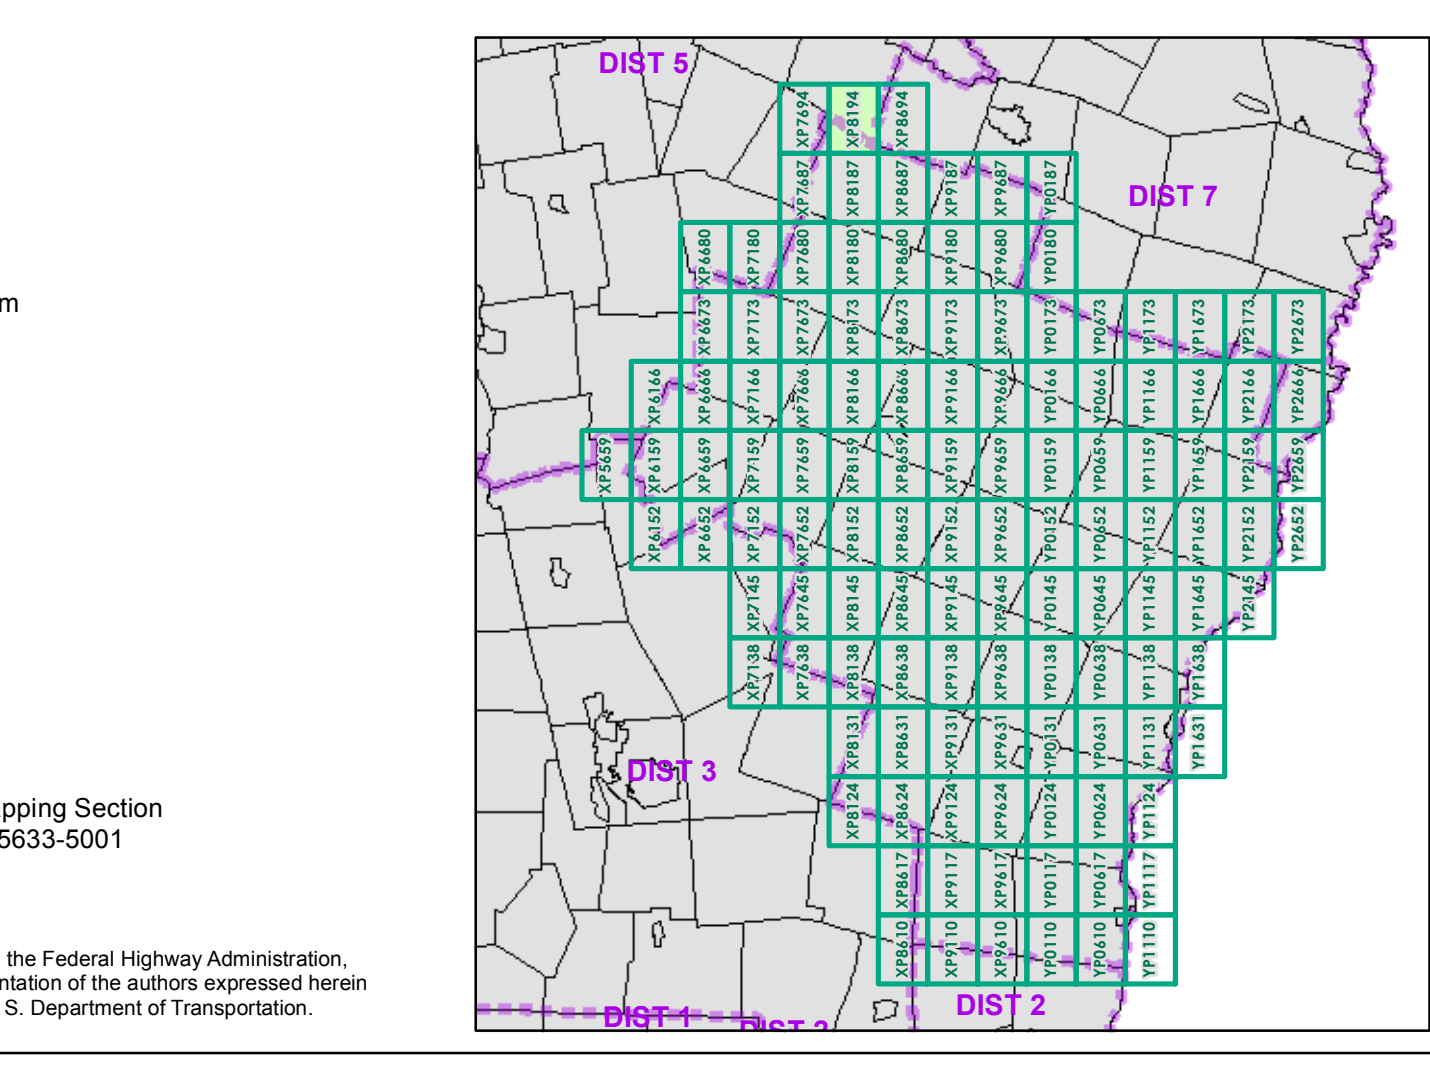 m
pping Section
5633-5001
the Federal Highway Administration,
ntation of the authors expressed herein
S. Department of Transportation.
DIST 5
XP7694 XP8194 XP8694
XP7687 XP8187 XP8687 XP9187 XP9687 YP0187
DIST 7
XP6680 XP7180 XP7680 XP8180 XP8680 XP9180 XP9680 YP0180
XP6673 XP7173 XP7673 XP8173 XP8673 XP9173 XP9673 YP0173 YP0673 YP1173 YP1673 YP2173 YP2673
XP6166 XP6666 XP7166 XP7666 XP8166 XP8666 XP9166 XP9666 YP0166 YP0666 YP1166 YP1666 YP2166 YP2666
XP5659 XP6159 XP6659 XP7159 XP7659 XP8159 XP8659 XP9159 XP9659 YP0159 YP0659 YP1159 YP1659 YP2159 YP2659
XP6152 XP6652 XP7152 XP7652 XP8152 XP8652 XP9152 XP9652 YP0152 YP0652 YP1152 YP1652 YP2152 YP2652
XP7145 XP7645 XP8145 XP8645 XP9145 XP9645 YP0145 YP0645 YP1145 YP1645 YP2145
XP7138 XP7638 XP8138 XP8638 XP9138 XP9638 YP0138 YP0638 YP1138 YP1638
XP8131 XP8631 XP9131 XP9631 YP0131 YP0631 YP1131 YP1631
DIST 3
XP8124 XP8624 XP9124 XP9624 YP0124 YP0624 YP1124
XP8617 XP9117 XP9617 YP0117 YP0617 YP1117
XP8610 XP9110 XP9610 YP0110 YP0610 YP1110
DIST 2
DIST 1
DIST 2